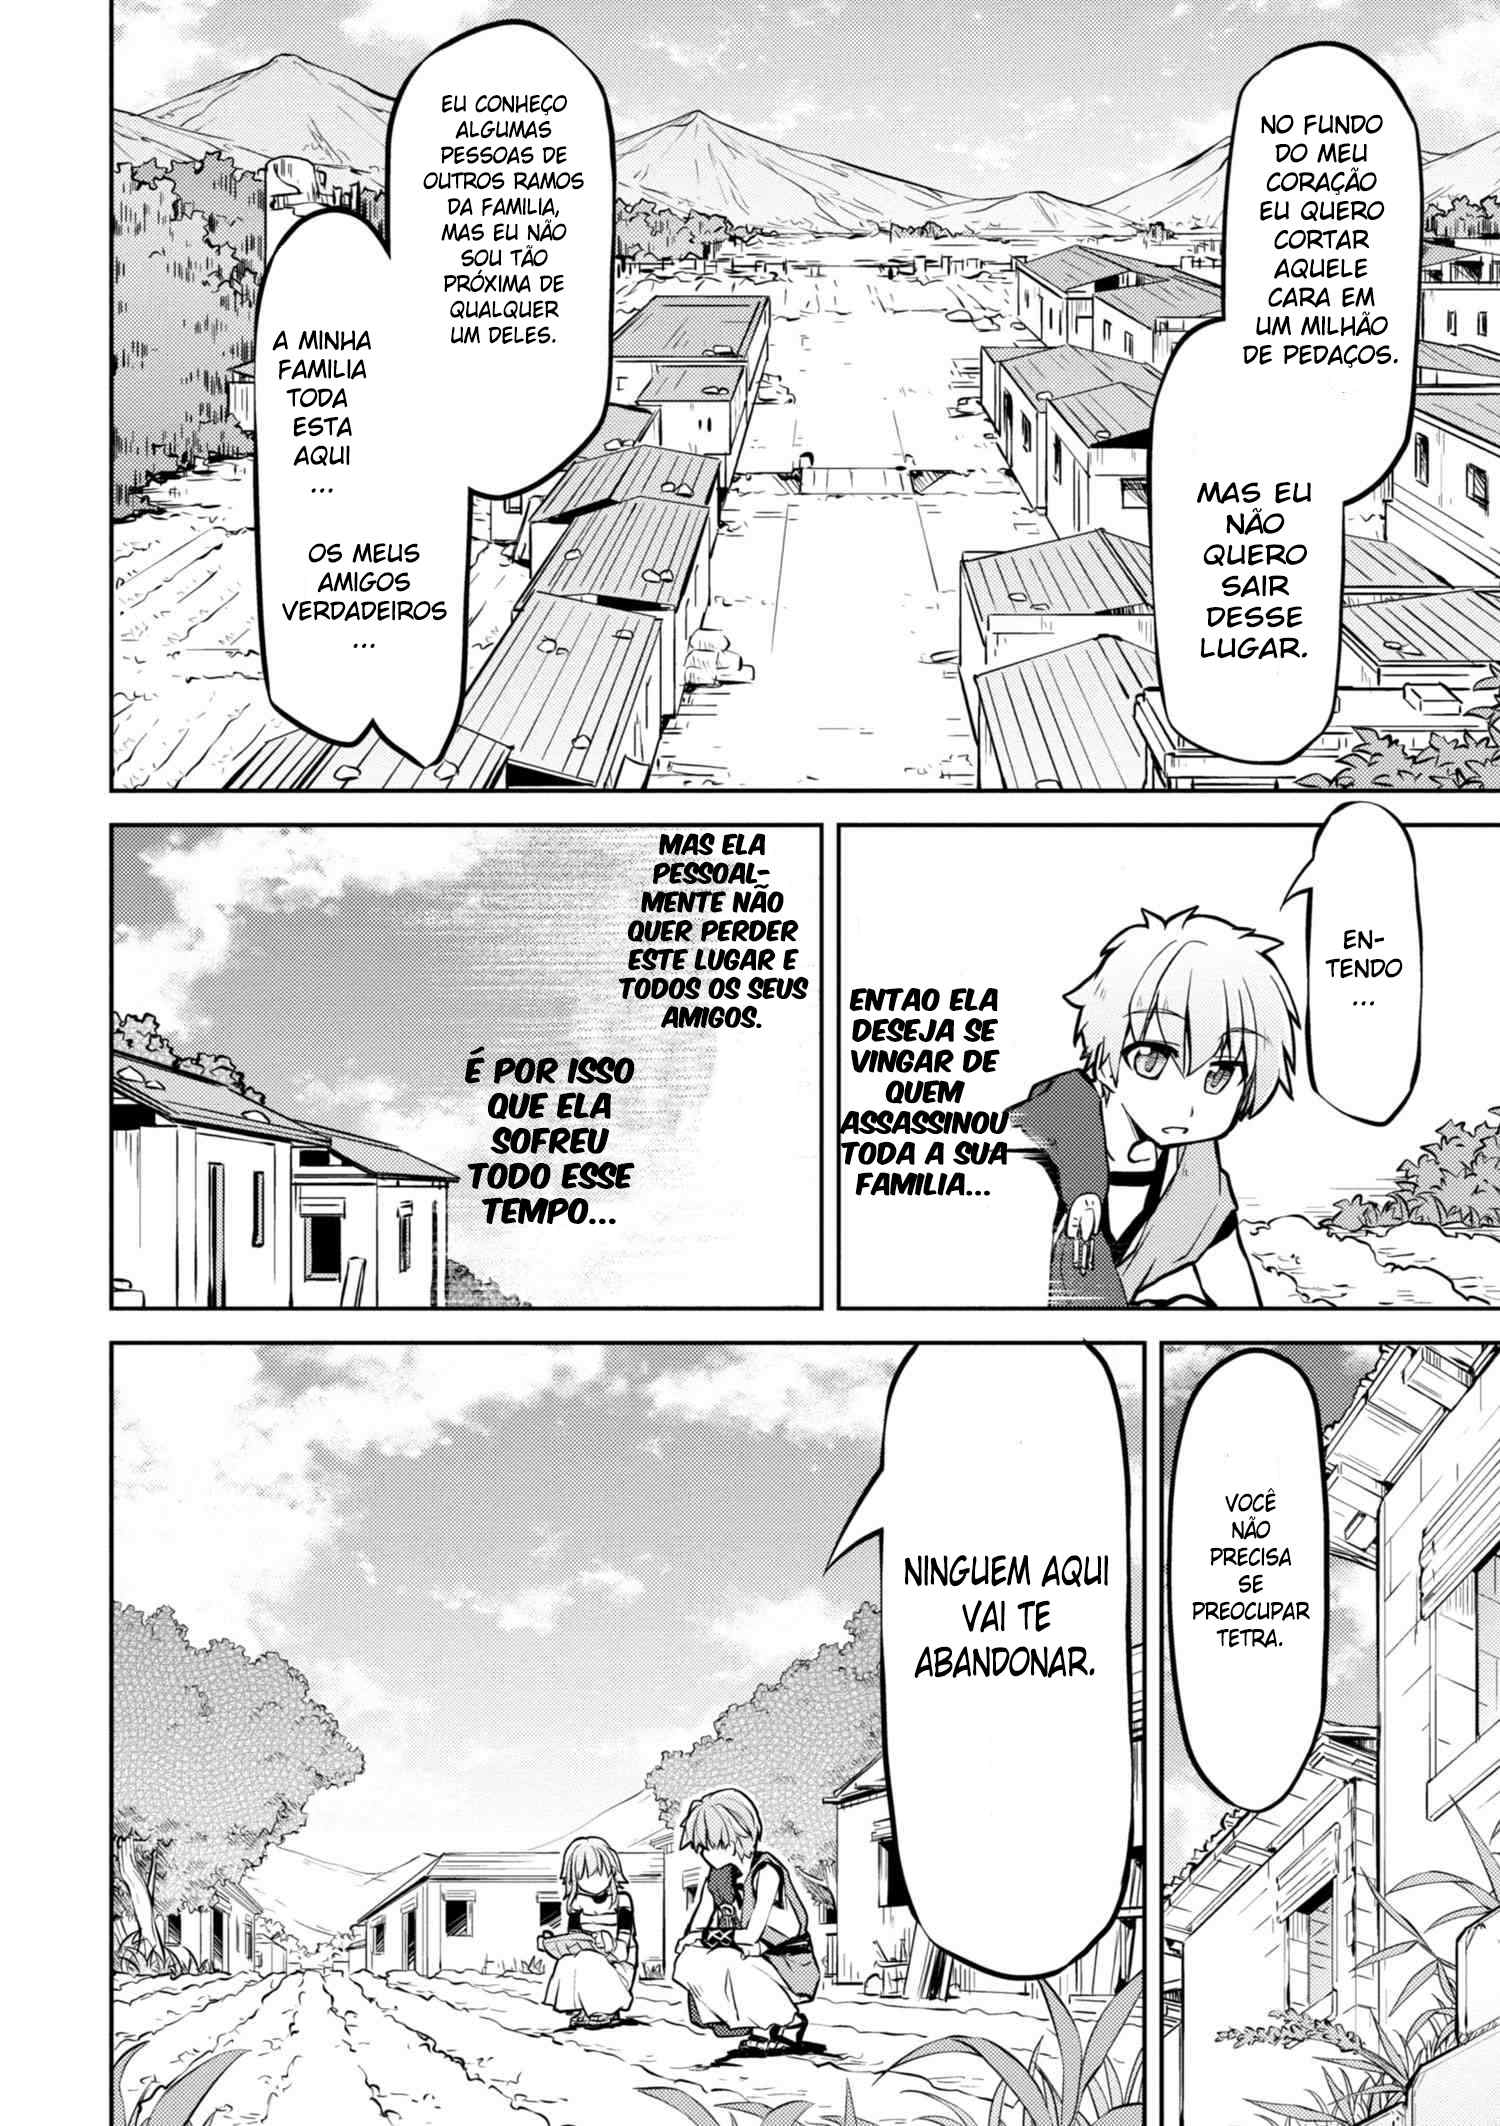 NO FUNDO
DO MEU
CORAÇÃO
EU QUERO
CORTAR
AQUELE
CARA EM
UM MILHÃO
DE PEDAÇOS.
MAS EU
NÃO
QUERO
SAIR
DESSE
LUGAR.
EU CONHEÇO
ALGUMAS
PESSOAS DE
OUTROS RAMOS
DA FAMILIA,
MAS EU NÃO
SOU TÃO
PRÓXIMA DE
QUALQUER
UM DELES.
A MINHA
FAMILIA
TODA
ESTA
AQUI
...
OS MEUS
AMIGOS
VERDADEIROS
...
EN-
TENDO
...
ENTAO ELA
DESEJA SE
VINGAR DE
QUEM
ASSASSINOU
TODA A SUA
FAMILIA...
MAS ELA
PESSOAL-
MENTE NÃO
QUER PERDER
ESTE LUGAR E
TODOS OS SEUS
AMIGOS.
É POR ISSO
QUE ELA
SOFREU
TODO ESSE
TEMPO...
VOCÊ
NÃO
PRECISA
SE
PREOCUPAR
TETRA.
NINGUEM AQUI
VAI TE
ABANDONAR.